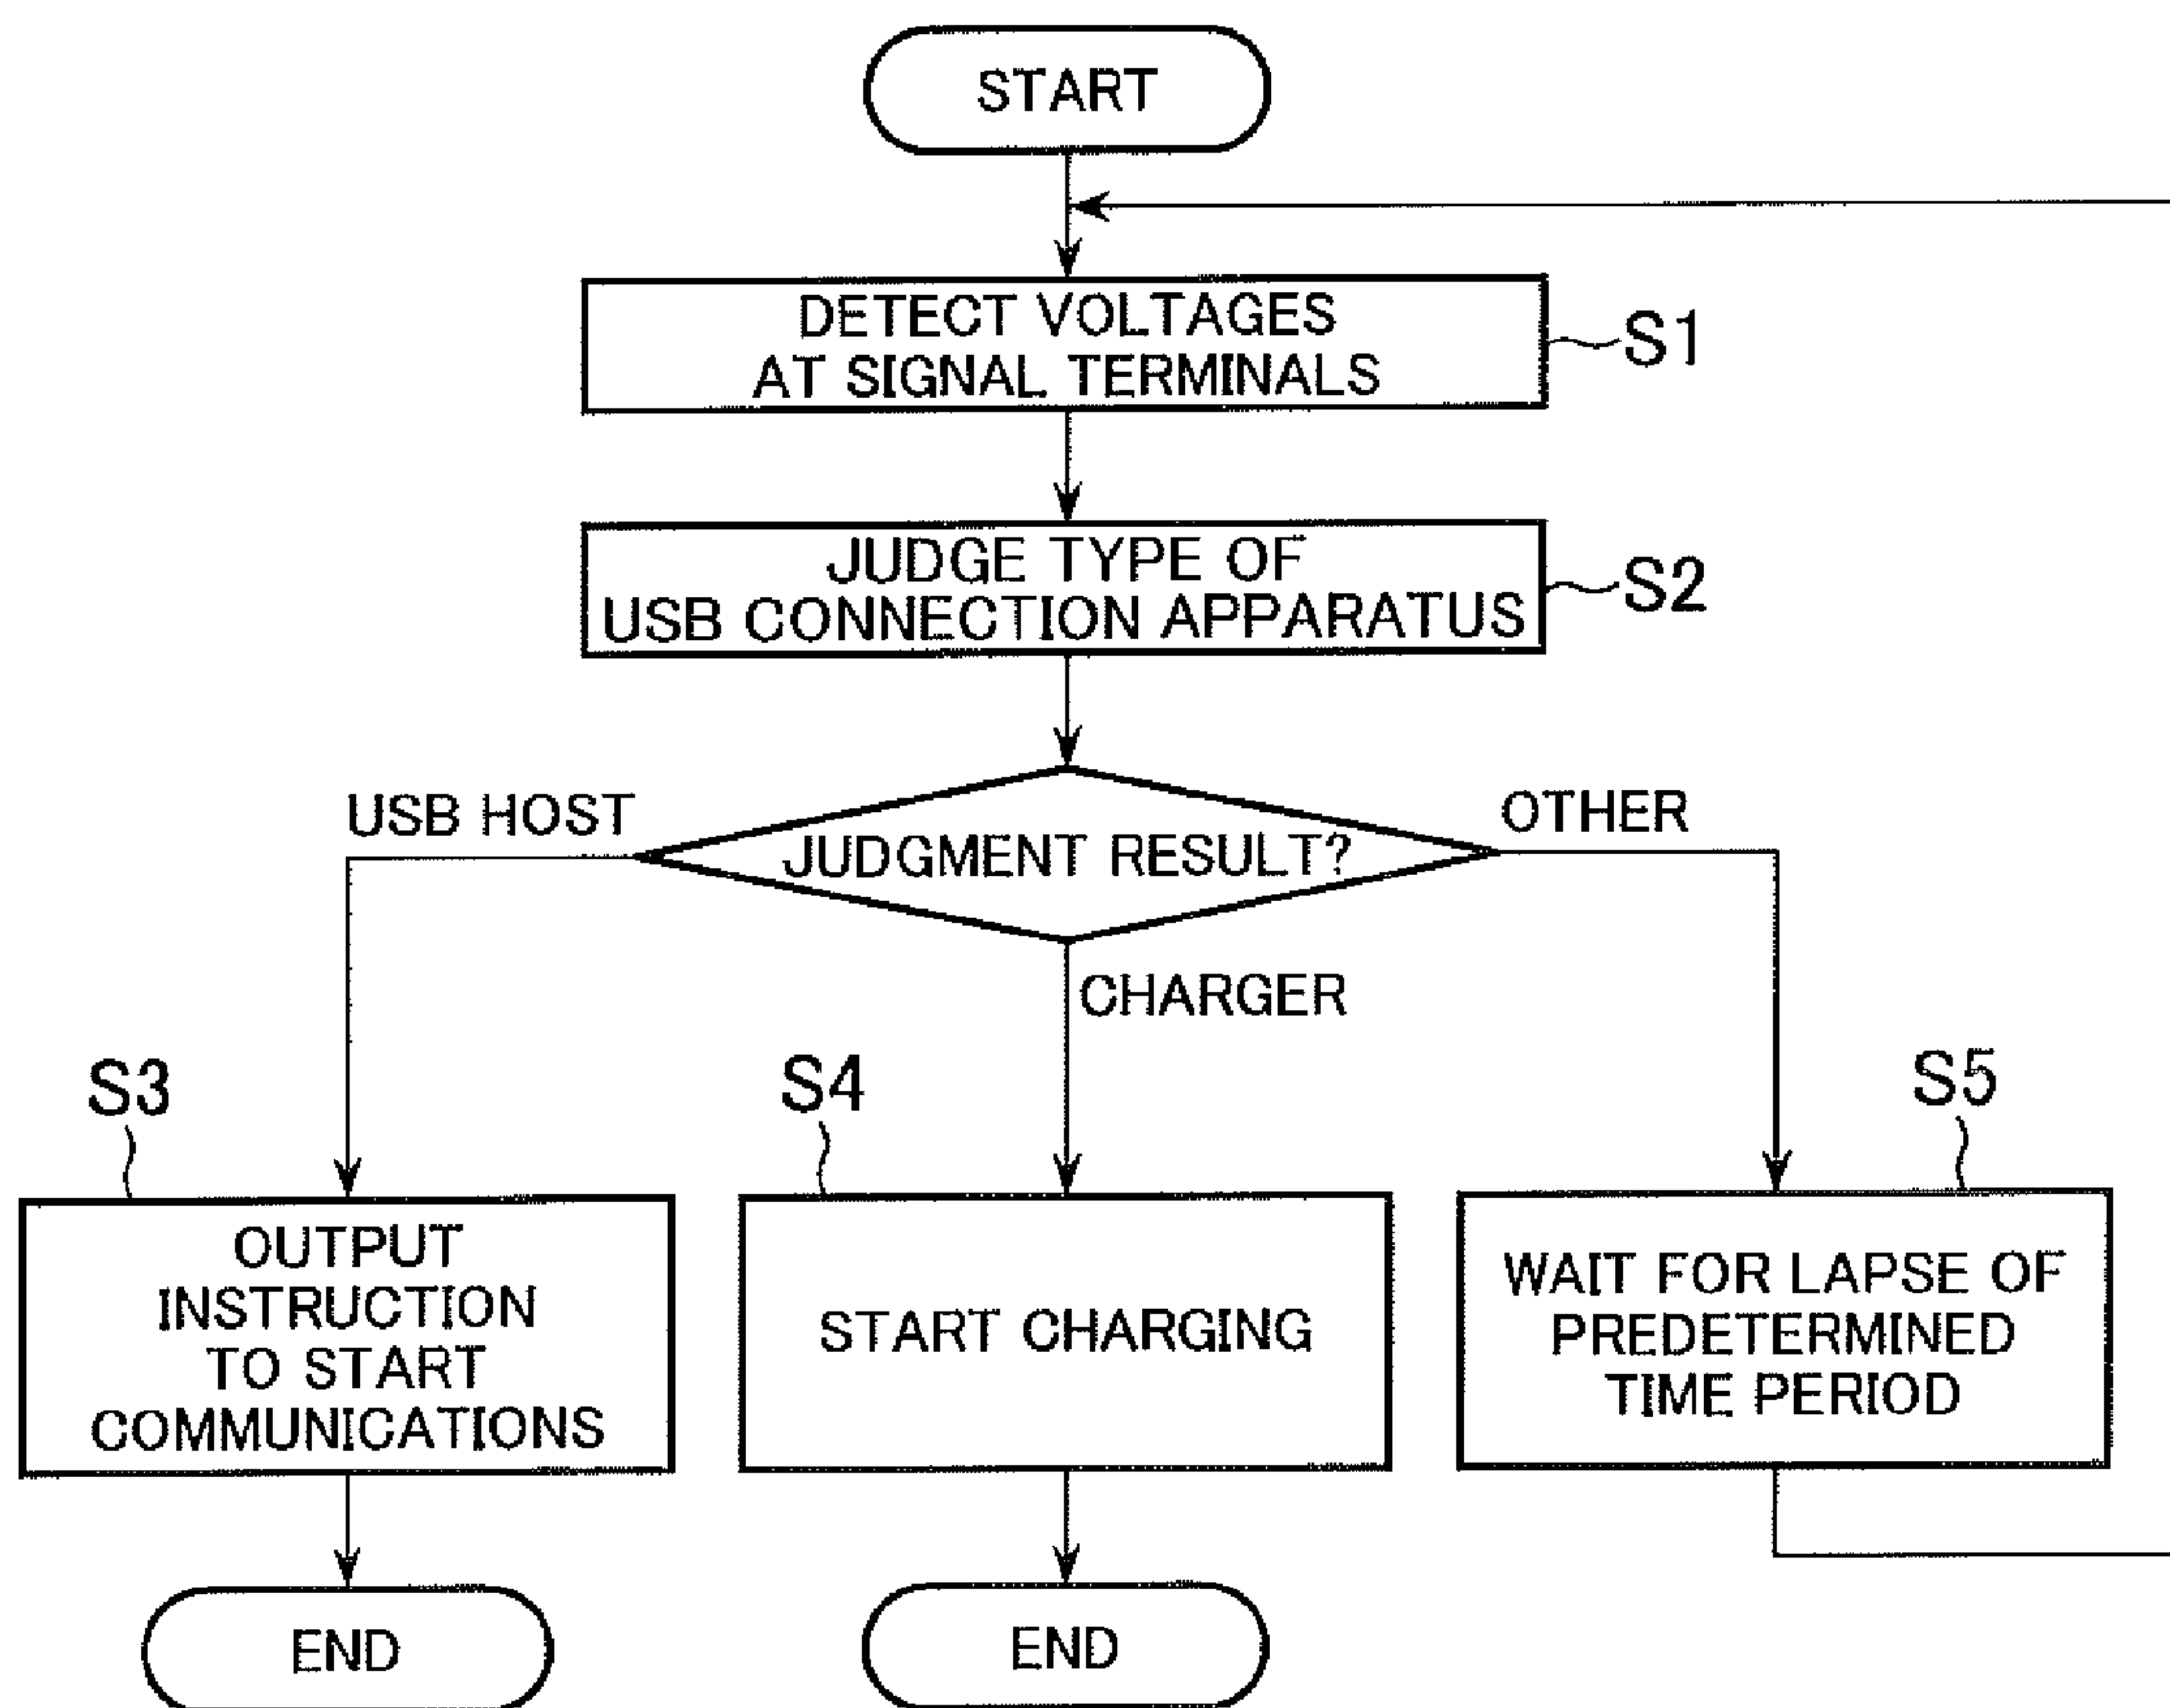 START
DETECT VOLTAGES
AT SIGNAL TERMINALS
S1
JUDGE TYPE OF
USB CONNECTION APPARATUS
S2
USB HOST
JUDGMENT RESULT?
OTHER
CHARGER
S3
S4
S5
OUTPUT
INSTRUCTION
TO START
COMMUNICATIONS
START CHARGING
WAIT FOR LAPSE OF
PREDETERMINED
TIME PERIOD
END
END